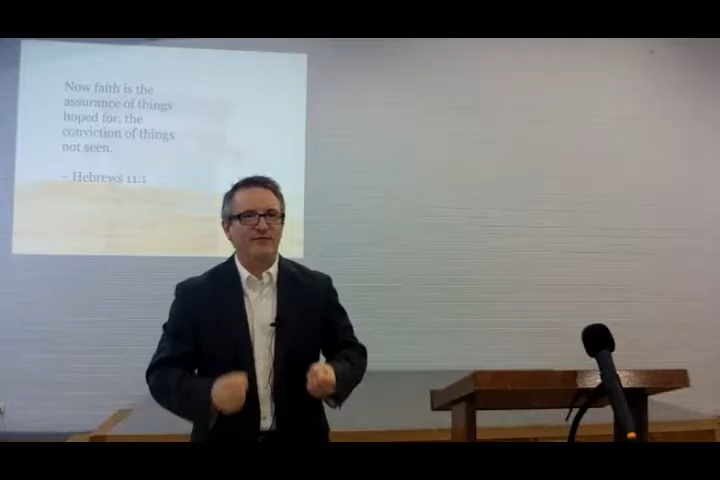 Now faith is the
assurance of things
hoped for, the
conviction of things
not seen.
– Hebrews 11:1